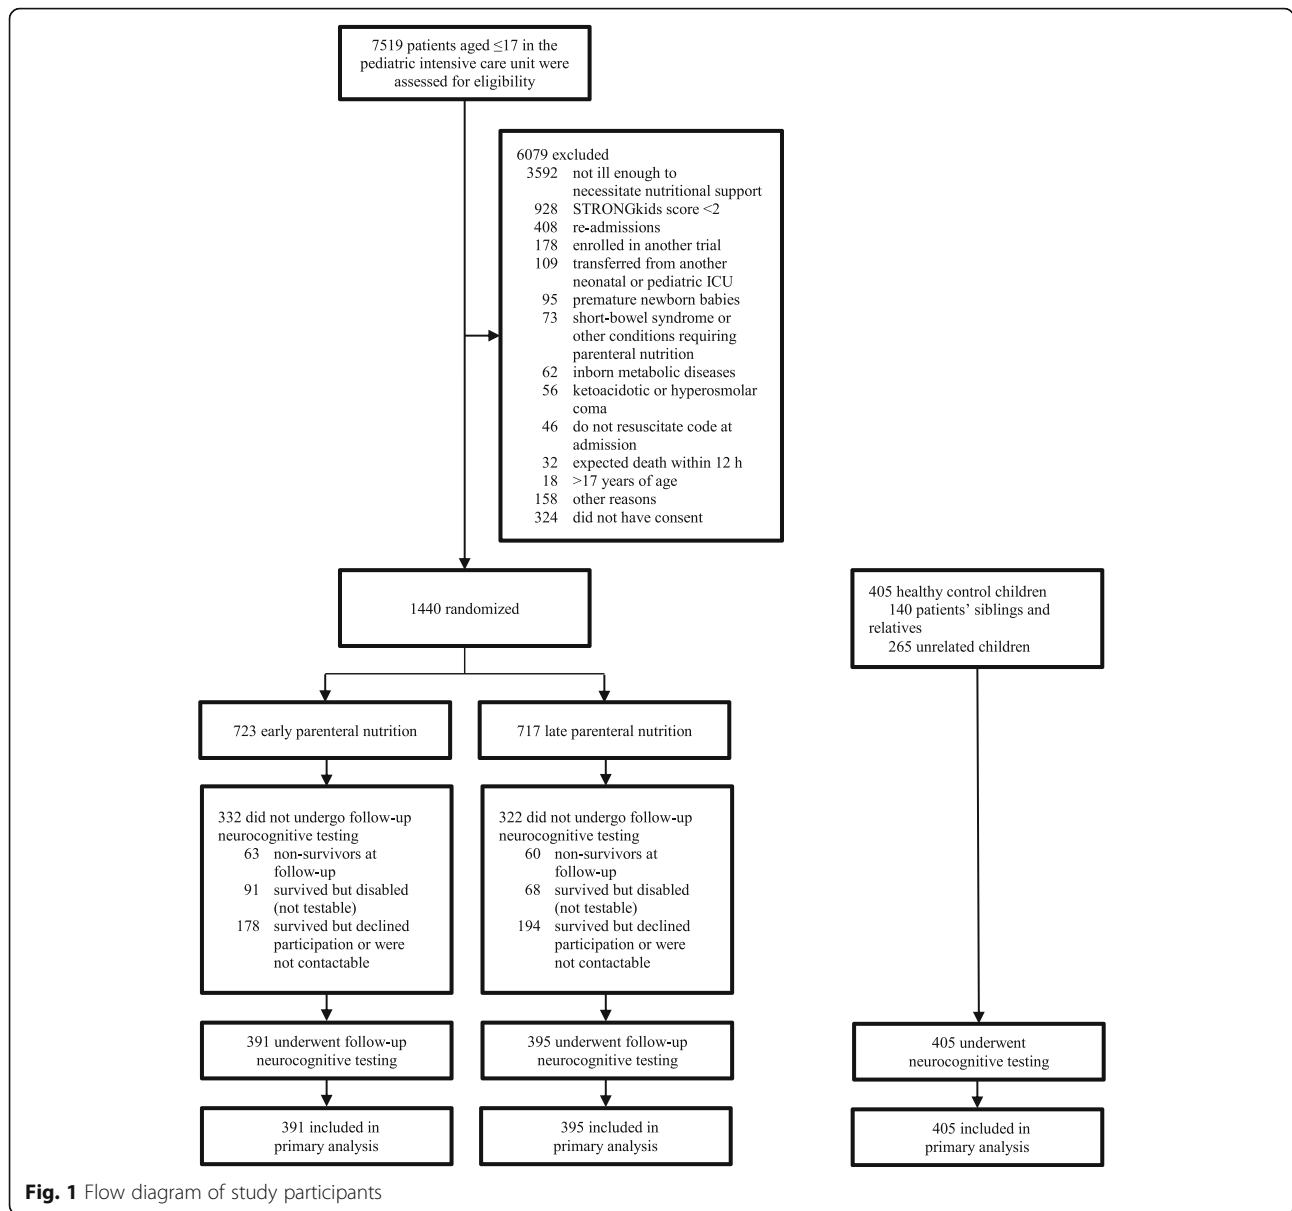 7519 patients aged ≤17 in the
pediatric intensive care unit were
assessed for eligibility
6079 excluded
3592 not ill enough to
necessitate nutritional support
928 STRONGkids score <2
408 re-admissions
178 enrolled in another trial
109 transferred from another
neonatal or pediatric ICU
95 premature newborn babies
73 short-bowel syndrome or
other conditions requiring
parenteral nutrition
62 inborn metabolic diseases
56 ketoacidotic or hyperosmolar
coma
46 do not resuscitate code at
admission
32 expected death within 12 h
18 >17 years of age
158 other reasons
324 did not have consent
1440 randomized
405 healthy control children
140 patients' siblings and
relatives
265 unrelated children
723 early parenteral nutrition
717 late parenteral nutrition
332 did not undergo follow-up
neurocognitive testing
63 non-survivors at
follow-up
91 survived but disabled
(not testable)
178 survived but declined
participation or were
not contactable
322 did not undergo follow-up
neurocognitive testing
60 non-survivors at
follow-up
68 survived but disabled
(not testable)
194 survived but declined
participation or were
not contactable
391 underwent follow-up
neurocognitive testing
395 underwent follow-up
neurocognitive testing
405 underwent
neurocognitive testing
391 included in
primary analysis
395 included in
primary analysis
405 included in
primary analysis
Fig. 1 Flow diagram of study participants